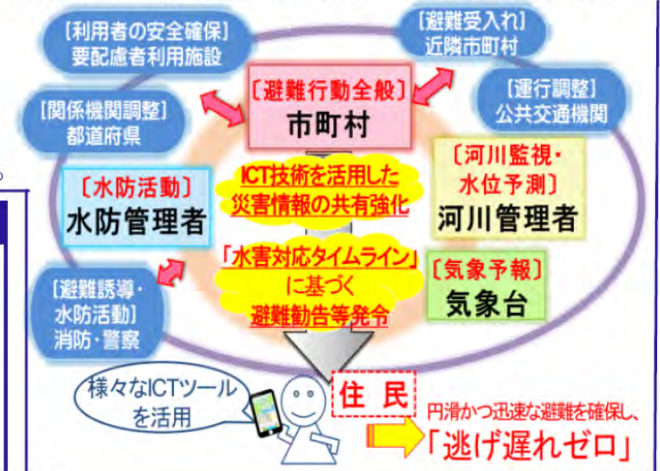 [利用者の安全確保]
要配慮者利用施設
[避難受入れ]
近隣市町村
[関係機関調整]
都道府県
[避難行動全般]
市町村
[運行調整]
公共交通機関
[水防活動]
水防管理者
ICT技術を活用した
災害情報の共有強化
[河川監視・
水位予測]
河川管理者
「水害対応タイムライン」
に基づく
避難勧告等発令
[気象予報]
気象台
[避難誘導・
水防活動]
消防・警察
様々なICTツール
を活用
住民
円滑かつ迅速な避難を確保し、
「逃げ遅れゼロ」